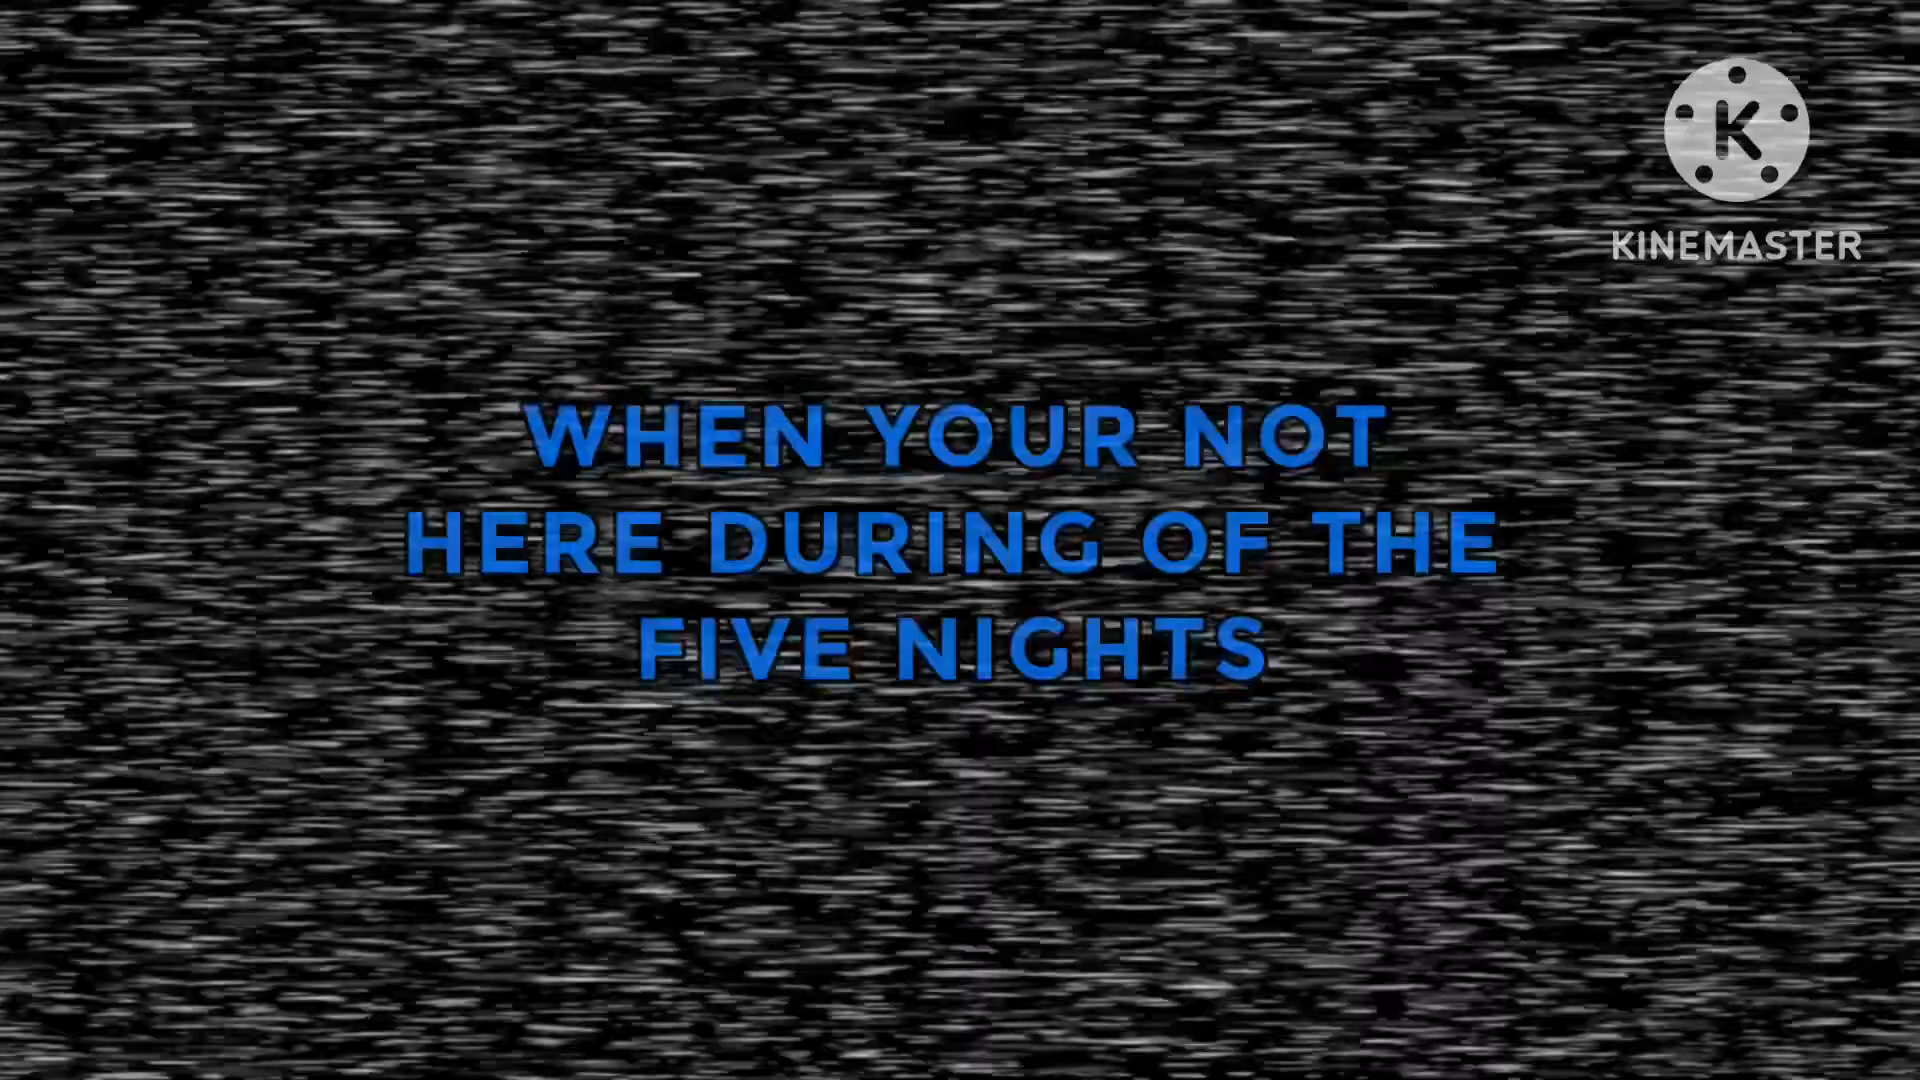 K
KINEMASTER
WHEN YOUR NOT
HERE DURING OF THE
FIVE NIGHTS